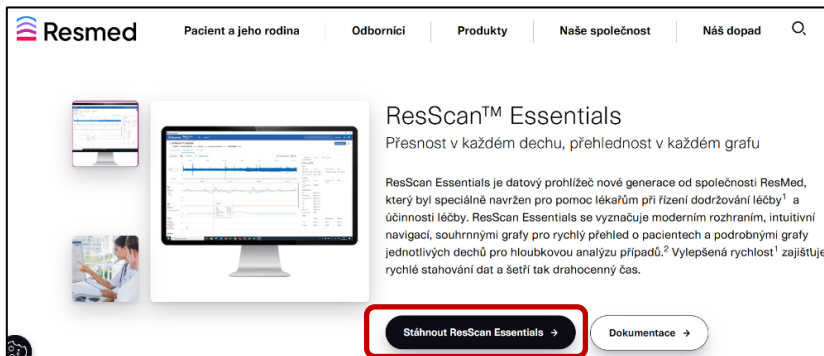 Resmed
Pacient a jeho rodina
Odborníci
Produkty
Naše společnost
Náš dopad
ResScan™ Essentials
Přesnost v každém dechu, přehlednost v každém grafu
ResScan Essentials je datový prohlížeč nové generace od společnosti ResMed,
který byl speciálně navržen pro pomoc lékařům při řízení dodržování léčby¹ a
účinnosti léčby. ResScan Essentials se vyznačuje moderním rozhraním, intuitivní
navigací, souhrnnými grafy pro rychlý přehled o pacientech a podrobnými grafy
jednotlivých dechů pro hloubkovou analýzu případů.² Vylepšená rychlost¹ zajišťuje
rychlé stahování dat a šetří tak drahocenný čas.
Stáhnout ResScan Essentials →
Dokumentace →